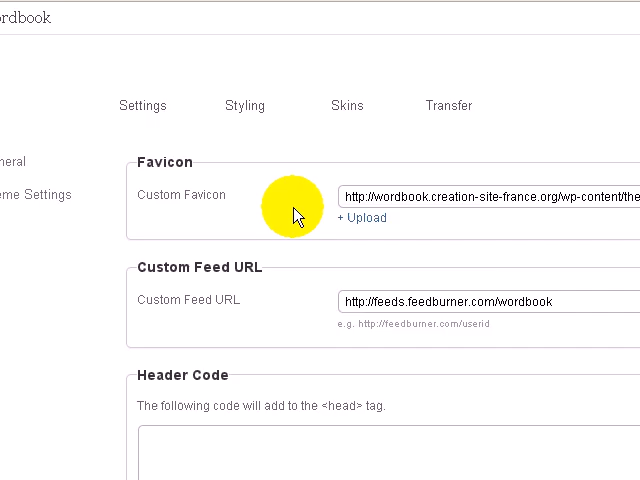 ordbook
Settings Styling Skins Transfer
neral
eme Settings
Favicon
Custom Favicon
http://wordbook.creation-site-france.org/wp-content/the
+ Upload
Custom Feed URL
Custom Feed URL
http://feeds.feedburner.com/wordbook
e.g. http://feedburner.com/userid
Header Code
The following code will add to the <head> tag.